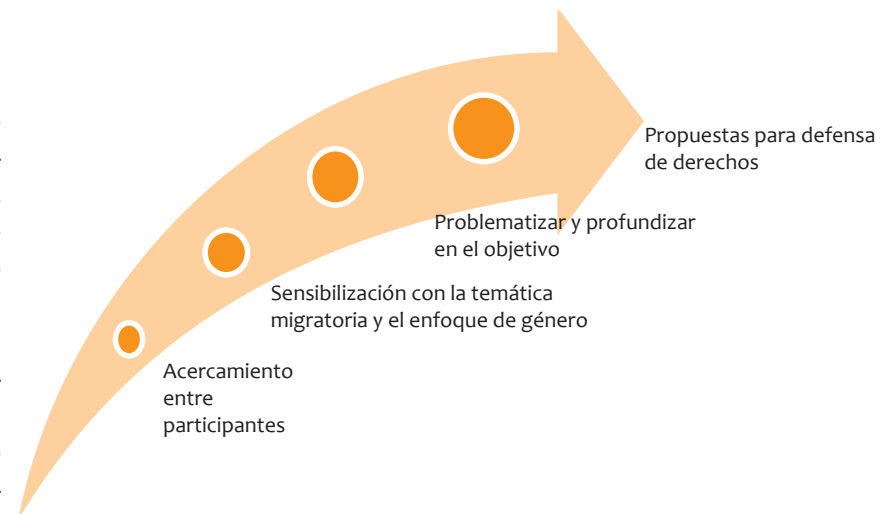 Propuestas para defensa
de derechos
Problematizar y profundizar
en el objetivo
Sensibilización con la temática
migratoria y el enfoque de género
Acercamiento
entre
participantes